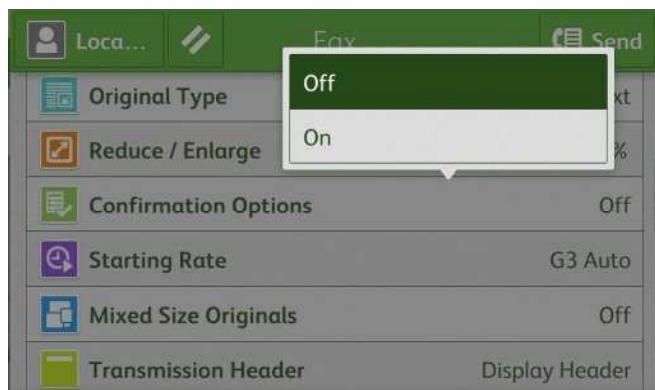 Loca... Fax Send
Off
Original Type xt
On
Reduce / Enlarge %
Confirmation Options Off
Starting Rate G3 Auto
Mixed Size Originals Off
Transmission Header Display Header